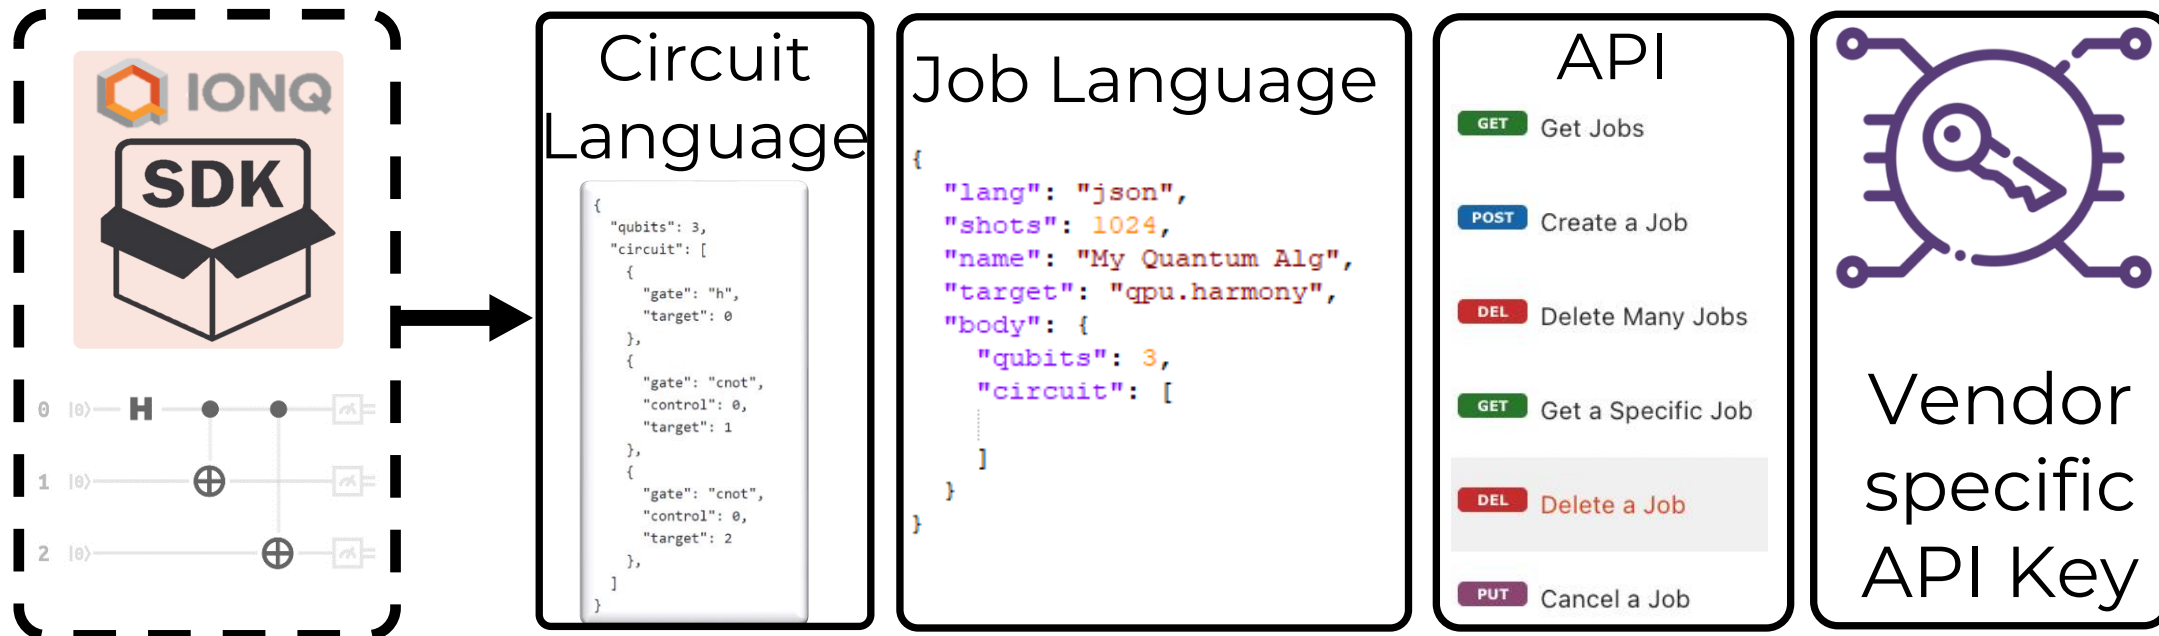 IONQ
SDK
0 |0⟩ H
1 |0⟩
2 |0⟩
Circuit
Language
{
"qubits": 3,
"circuit": [
{
"gate": "h",
"target": 0
},
{
"gate": "cnot",
"control": 0,
"target": 1
},
{
"gate": "cnot",
"control": 0,
"target": 2
},
]
}
Job Language
{
"lang": "json",
"shots": 1024,
"name": "My Quantum Alg",
"target": "qpu.harmony",
"body": {
"qubits": 3,
"circuit": [
]
}
}
API
GET Get Jobs
POST Create a Job
DEL Delete Many Jobs
GET Get a Specific Job
DEL Delete a Job
PUT Cancel a Job
Vendor
specific
API Key